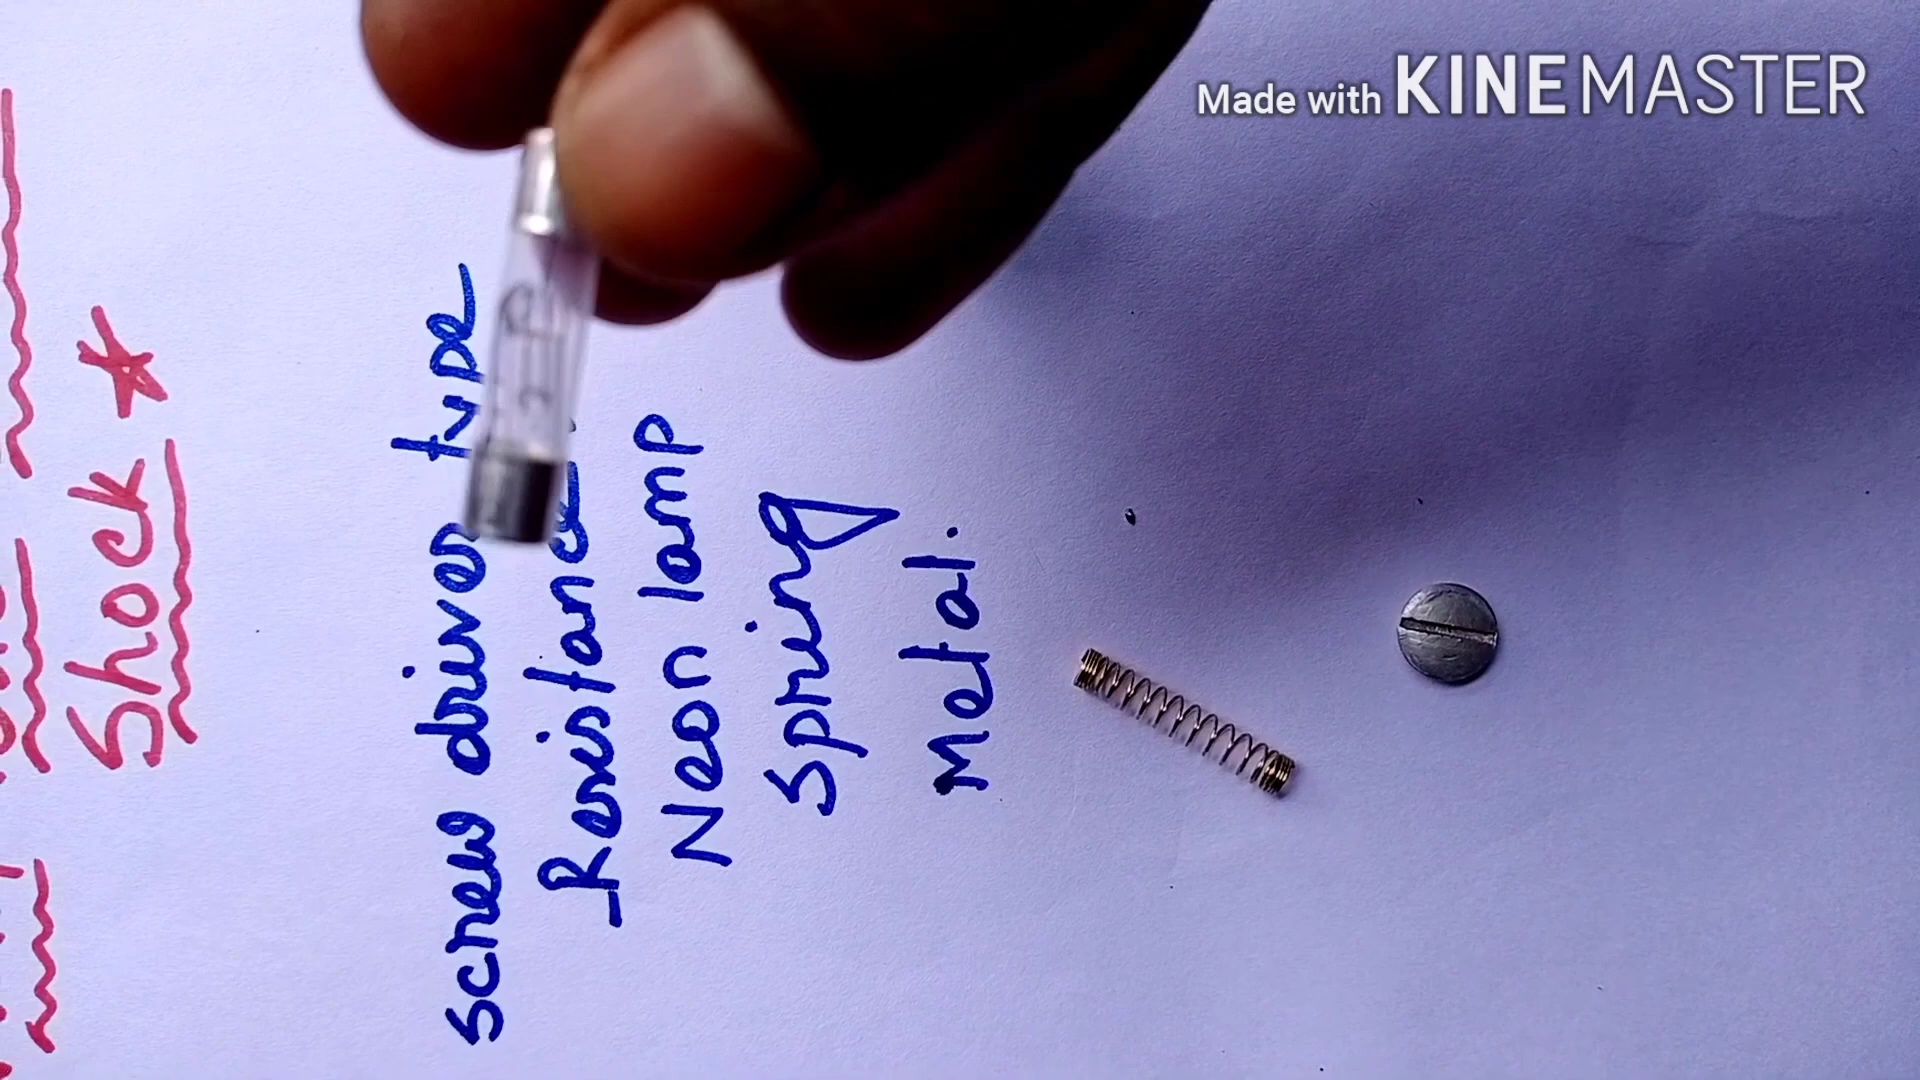 Made with KINEMASTER
Shock *
screw driver type
Resistance
Neon lamp
Spring
Metal.